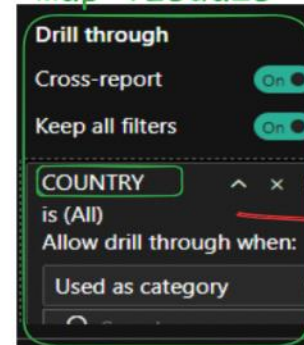 Drill through
Cross-report
On
Keep all filters
On
COUNTRY
is (All)
Allow drill through when:
Used as category